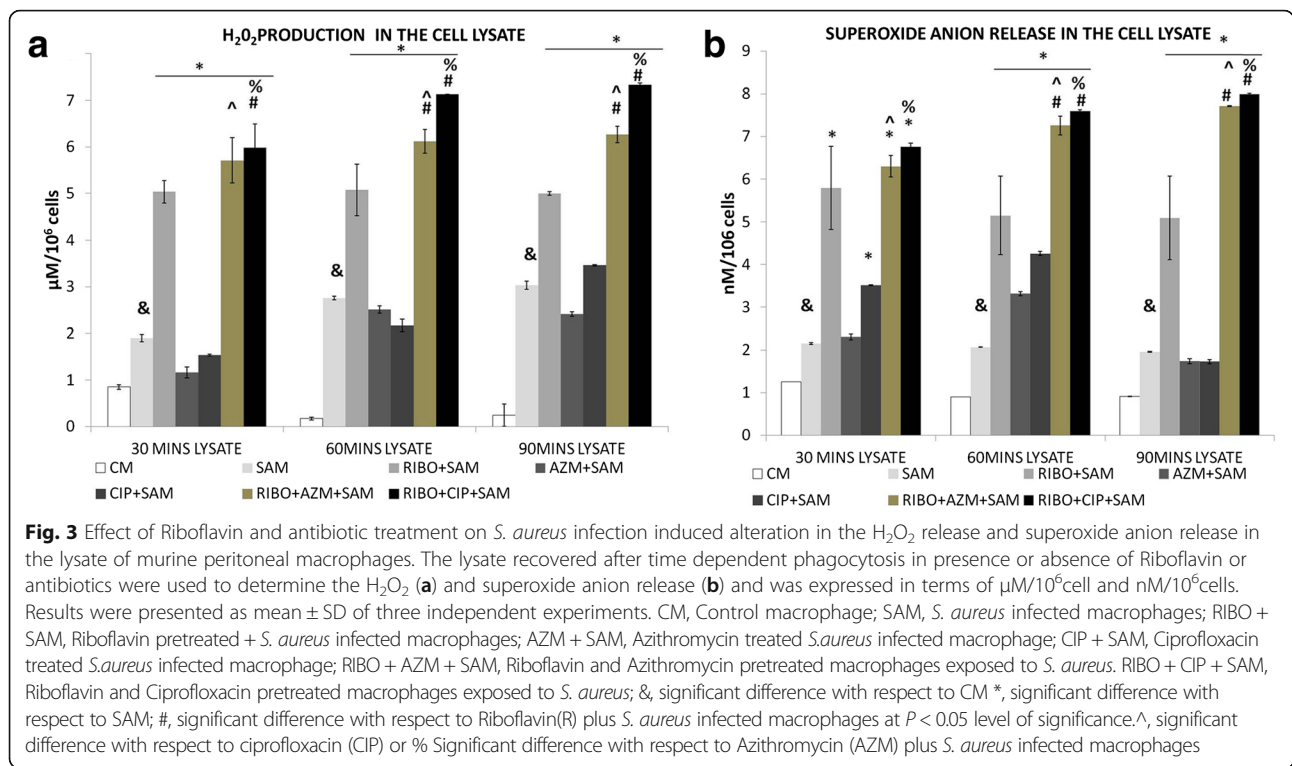 a
H₂0₂PRODUCTION IN THE CELL LYSATE
* * *
& & &
^ % #
^ # % #
^ # % #
µM/10⁶ cells
7
6
5
4
3
2
1
0
30 MINS LYSATE 60MINS LYSATE 90MINS LYSATE
CM SAM RIBO+SAM AZM+SAM
CIP+SAM RIBO+AZM+SAM RIBO+CIP+SAM
b
SUPEROXIDE ANION RELEASE IN THE CELL LYSATE
* *
& * * ^ * % *
& ^ # % #
& ^ # % #
nM/106 cells
9
8
7
6
5
4
3
2
1
0
30 MINS LYSATE 60MINS LYSATE 90MINS LYSATE
CM SAM RIBO+SAM AZM+SAM
CIP+SAM RIBO+AZM+SAM RIBO+CIP+SAM
Fig. 3 Effect of Riboflavin and antibiotic treatment on S. aureus infection induced alteration in the H₂O₂ release and superoxide anion release in
the lysate of murine peritoneal macrophages. The lysate recovered after time dependent phagocytosis in presence or absence of Riboflavin or
antibiotics were used to determine the H₂O₂ (a) and superoxide anion release (b) and was expressed in terms of µM/10⁶cell and nM/10⁶cells.
Results were presented as mean ± SD of three independent experiments. CM, Control macrophage; SAM, S. aureus infected macrophages; RIBO +
SAM, Riboflavin pretreated + S. aureus infected macrophages; AZM + SAM, Azithromycin treated S.aureus infected macrophage; CIP + SAM, Ciprofloxacin
treated S.aureus infected macrophage; RIBO + AZM + SAM, Riboflavin and Azithromycin pretreated macrophages exposed to S. aureus. RIBO + CIP + SAM,
Riboflavin and Ciprofloxacin pretreated macrophages exposed to S. aureus; &, significant difference with respect to CM *, significant difference with
respect to SAM; #, significant difference with respect to Riboflavin(R) plus S. aureus infected macrophages at P < 0.05 level of significance.^, significant
difference with respect to ciprofloxacin (CIP) or % Significant difference with respect to Azithromycin (AZM) plus S. aureus infected macrophages